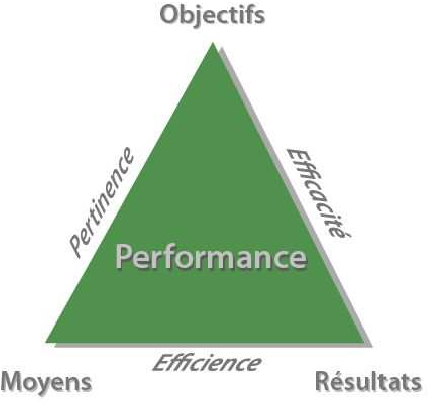 Objectifs
Pertinence
Efficacité
Performance
Efficience
Moyens
Résultats